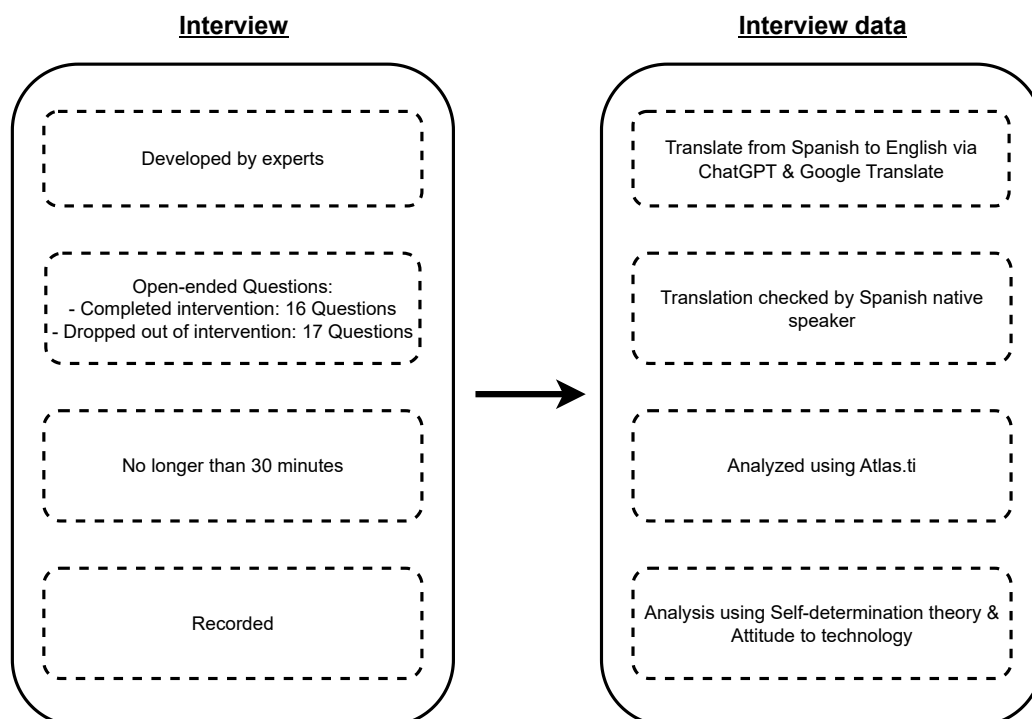 Interview
Developed by experts
Open-ended Questions:
- Completed intervention: 16 Questions
- Dropped out of intervention: 17 Questions
No longer than 30 minutes
Recorded
Interview data
Translate from Spanish to English via
ChatGPT & Google Translate
Translation checked by Spanish native
speaker
Analyzed using Atlas.ti
Analysis using Self-determination theory &
Attitude to technology